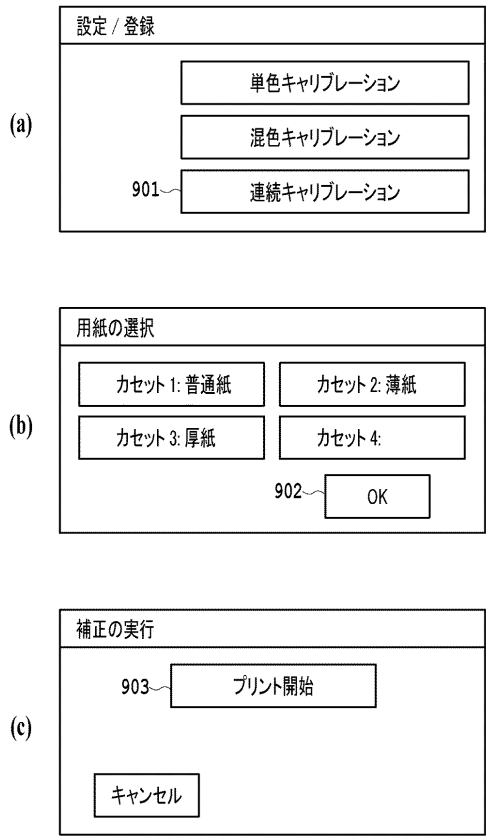 設定 / 登録
単色キャリブレーション
(a)
混色キャリブレーション
901
連続キャリブレーション
用紙の選択
カセット 1: 普通紙
カセット 2: 薄紙
(b)
カセット 3: 厚紙
カセット 4:
902
OK
補正の実行
903
プリント開始
(c)
キャンセル